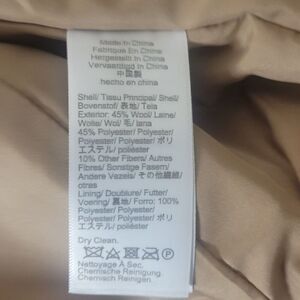 Made In China
Fabriqué En China
Hergestellt In China
Vervaardigd In China
中国製
hecho en china
Shell/ Tissu Principal/ Shell/
Bovenstof/ 表地/ Tela
Exterior: 45% Wool/ Laine/
Wolle/ Wol/ 毛/ lana
45% Polyester/ Polyester/
Polyester/ Polyester/ ポリ
エステル/ poliéster
10% Other Fibers/ Autres
Fibres/ Sonstige Fasern/
Andere Vezels/ その他繊維/
otras
Lining/ Doublure/ Futter/
Voering/ 裏地/ Forro: 100%
Polyester/ Polyester/
Polyester/ Polyester/ ポリ
エステル/ poliéster
Dry Clean.
Nettoyage À Sec.
Chemische Reinigung.
Chemisch Reinigen.